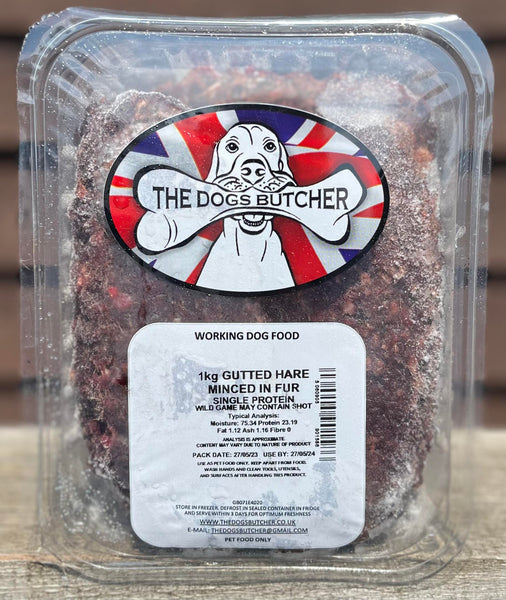 THE DOGS BUTCHER
WORKING DOG FOOD
1kg GUTTED HARE
MINCED IN FUR
SINGLE PROTEIN
WILD GAME MAY CONTAIN SHOT
Typical Analysis:
Moisture: 75.34 Protein 23.19
Fat 1.12 Ash 1.16 Fibre 0
ANALYSIS IS APPROXIMATE
CONTENT MAY VARY DUE TO NATURE OF PRODUCT
PACK DATE: 27/05/23 USE BY: 27/05/24
USE AS PET FOOD ONLY. KEEP APART FROM FOOD.
WASH HANDS AND CLEAN TOOLS, UTENSILS,
AND SURFACES AFTER HANDLING THIS PRODUCT.
GB071E4020
STORE IN FREEZER. DEFROST IN SEALED CONTAINER IN FRIDGE
AND SERVE WITHIN 3 DAYS FOR OPTIMUM FRESHNESS
WWW.THEDOGSBUTCHER.CO.UK
E-MAIL: THEDOGSBUTCHER@GMAIL.COM
PET FOOD ONLY